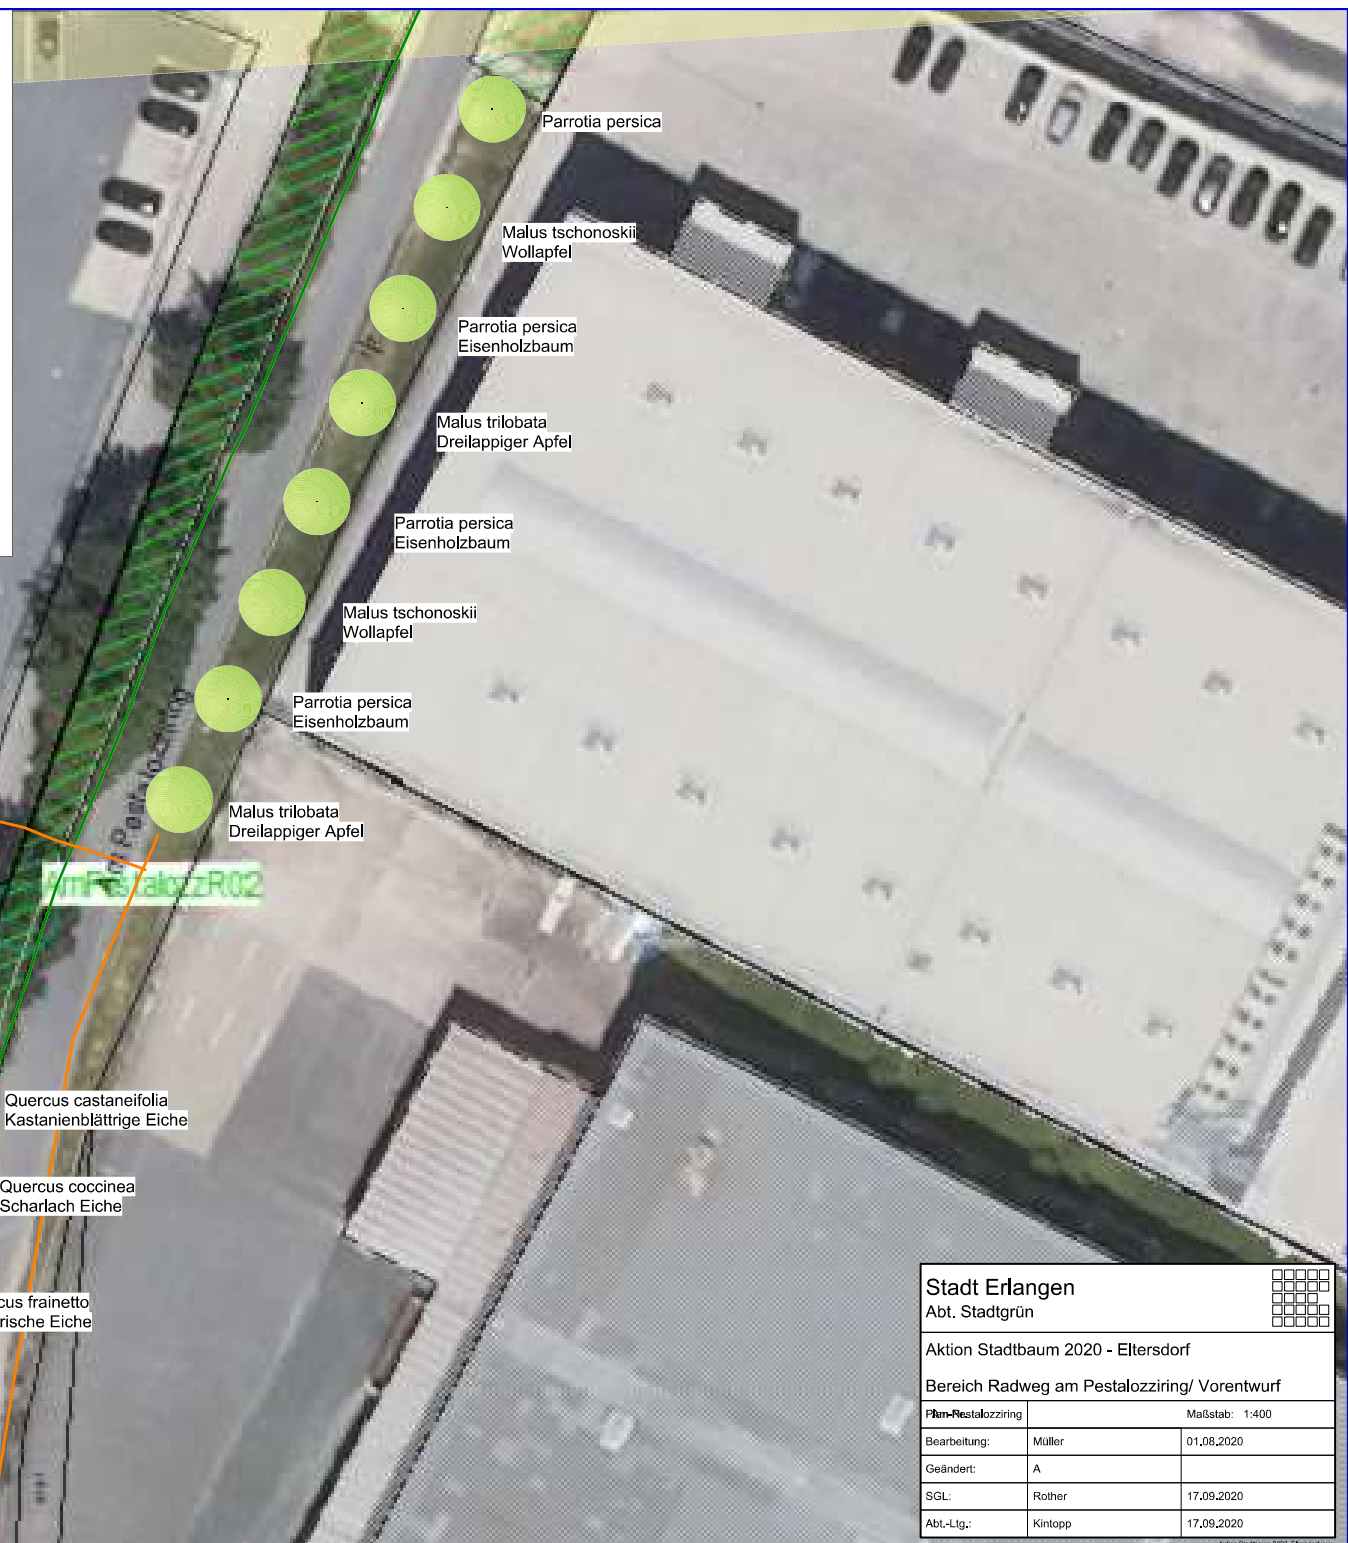 Parrotia persica
Malus tschonoskii
Wollapfel
Parrotia persica
Eisenholzbaum
Malus trilobata
Dreilappiger Apfel
Parrotia persica
Eisenholzbaum
Malus tschonoskii
Wollapfel
Parrotia persica
Eisenholzbaum
Malus trilobata
Dreilappiger Apfel
Quercus castaneifolia
Kastanienblättrige Eiche
Quercus coccinea
Scharlach Eiche
cus frainetto
rische Eiche
Stadt Erlangen
Abt. Stadtgrün
Aktion Stadtbaum 2020 - Eltersdorf
Bereich Radweg am Pestalozziring/ Vorentwurf
Maßstab: 1:400
Bearbeitung: Müller 01.08.2020
Geändert: A
SGL: Rother 17.09.2020
Abt.-Ltg.: Kintopp 17.09.2020